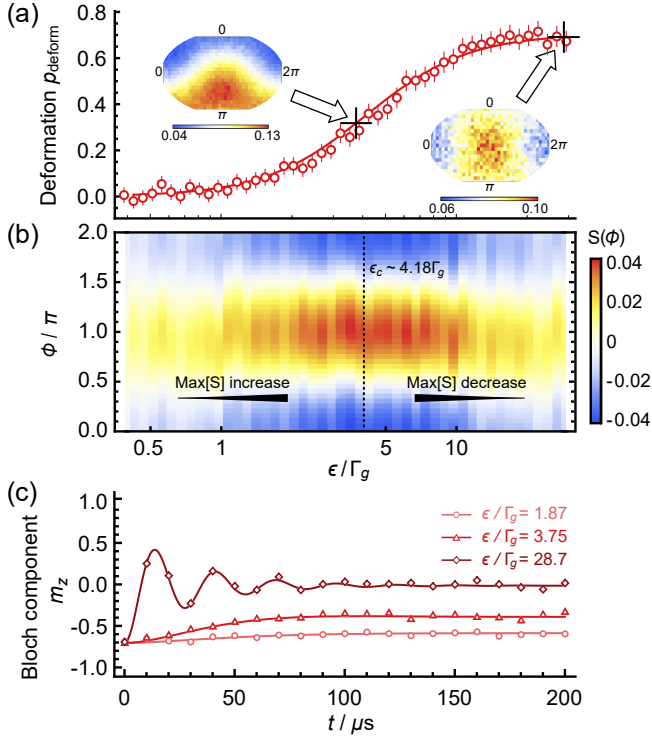 (a)
Deformation p_deform
0.8
0.6
0.4
0.2
0.0
0
0
2π
π
0.04
0.13
0
0
2π
π
0.06
0.10
(b)
ϕ / π
2.0
1.5
1.0
0.5
0.0
ϵ_c ~ 4.18Γ_g
Max[S] increase
Max[S] decrease
0.5
1
5
10
ϵ/Γ_g
S(ϕ)
0.04
0.02
0
-0.02
-0.04
(c)
Bloch component
m_z
1.0
0.5
0.0
-0.5
-1.0
ϵ / Γ_g = 1.87
ϵ / Γ_g = 3.75
ϵ / Γ_g = 28.7
0
50
100
150
200
t / μs